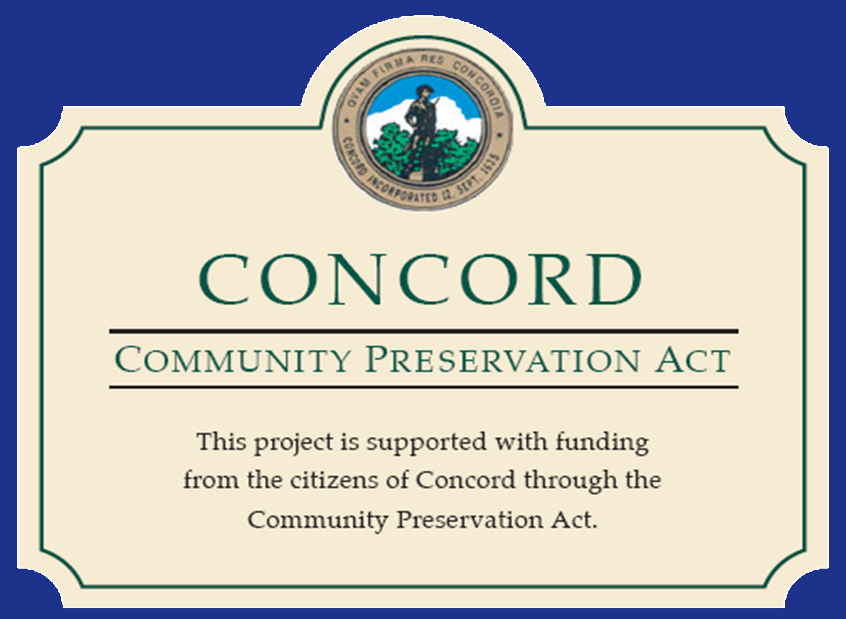 QVAM FIRMA RES CONCORDIA
CONCORD INCORPORATED 12, SEPT. 1635
CONCORD
COMMUNITY PRESERVATION ACT
This project is supported with funding
from the citizens of Concord through the
Community Preservation Act.